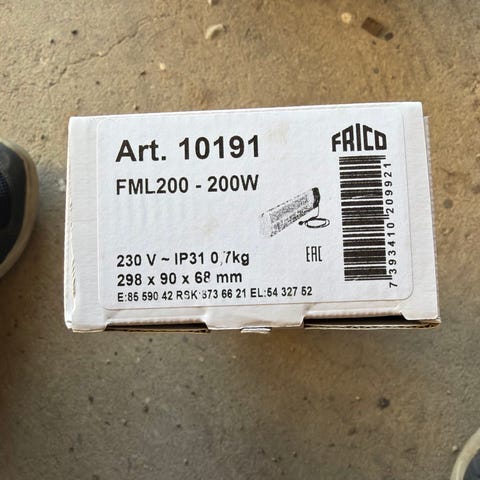 Art. 10191
FRICO
FML200 - 200W
230 V ~ IP31 0,7kg
298 x 90 x 68 mm
E:85 590 42 RSK:673 66 21 EL:54 327 52
EAC
7 393410 209921